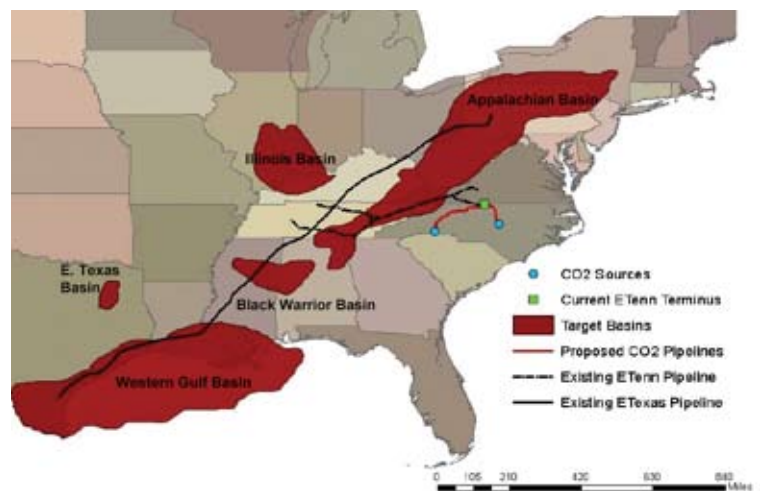 Appalachian Basin
Illinois Basin
E. Texas
Basin
Black Warrior Basin
Western Gulf Basin
CO2 Sources
Current ETenn Terminus
Target Basins
Proposed CO2 Pipelines
Existing ETenn Pipeline
Existing ETexas Pipeline
0 105 210 420 630 840
Miles